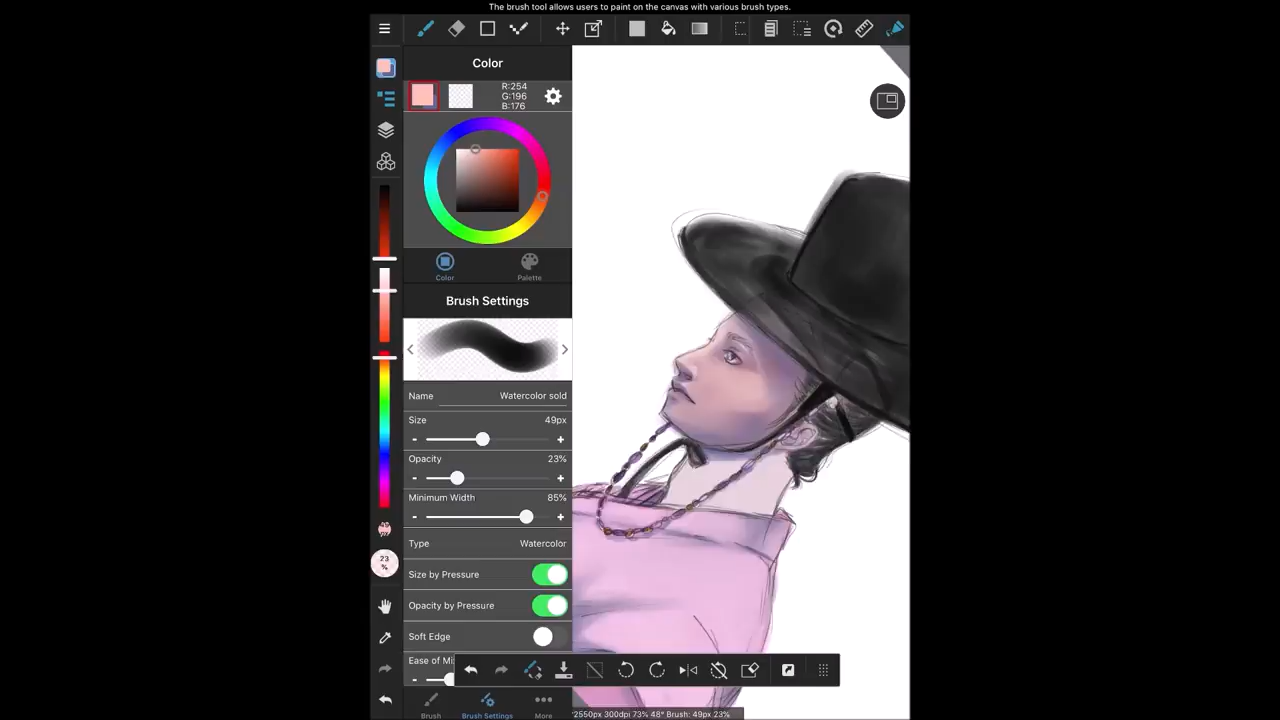 The brush tool allows users to paint on the canvas with various brush types.
Color
R:254
G:196
B:176
Color
Palette
Brush Settings
Name Watercolor sold
Size 49px
- +
Opacity 23%
- +
Minimum Width 85%
- +
Type Watercolor
Size by Pressure
Opacity by Pressure
Soft Edge
Ease of Mi
-
23
%
Brush
Brush Settings
More
2550px 300dpi 73% 48° Brush: 49px 23%